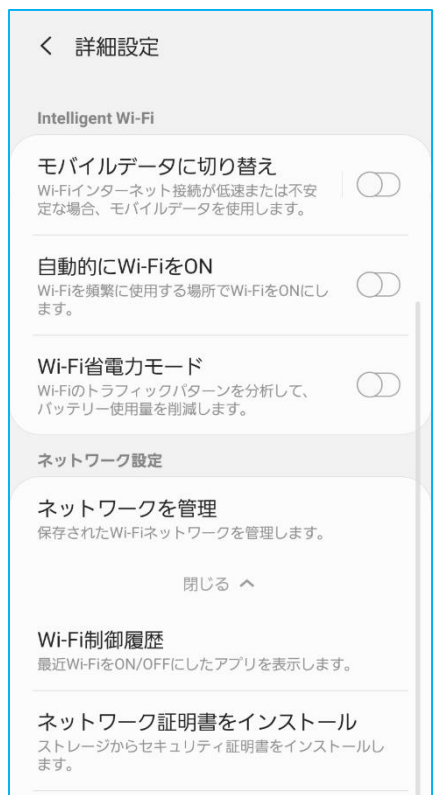 詳細設定
Intelligent Wi-Fi
モバイルデータに切り替え
Wi-Fiインターネット接続が低速または不安
定な場合、モバイルデータを使用します。
自動的にWi-FiをON
Wi-Fiを頻繁に使用する場所でWi-FiをONにし
ます。
Wi-Fi省電力モード
Wi-Fiのトラフィックパターンを分析して、
バッテリー使用量を削減します。
ネットワーク設定
ネットワークを管理
保存されたWi-Fiネットワークを管理します。
閉じる
Wi-Fi制御履歴
最近Wi-FiをON/OFFにしたアプリを表示します。
ネットワーク証明書をインストール
ストレージからセキュリティ証明書をインストールし
ます。